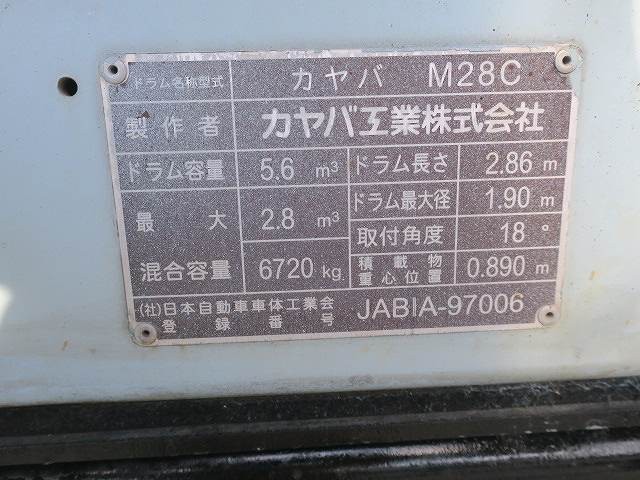 ドラム名称型式 カヤバ M28C
製作者 カヤバ工業株式会社
ドラム容量 5.6 m³ ドラム長さ 2.86 m
最大 2.8 m³ ドラム最大径 1.90 m
取付角度 18 °
混合容量 6720 kg 積載物重心位置 0.890 m
(社)日本自動車車体工業会
登録番号 JABIA-97006